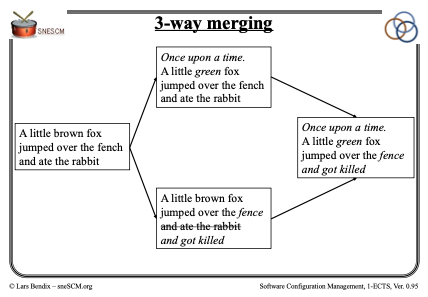 3-way merging
SNESCM
Once upon a time.
A little green fox
jumped over the fench
and ate the rabbit
A little brown fox
jumped over the fench
and ate the rabbit
Once upon a time.
A little green fox
jumped over the fence
and got killed
A little brown fox
jumped over the fence
and ate the rabbit
and got killed
© Lars Bendix – sneSCM.org
Software Configuration Management, 1-ECTS, Ver. 0.95